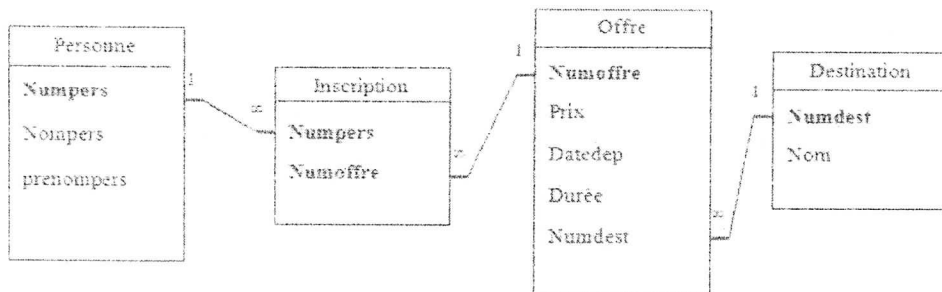 Personne
Numpers
Nompers
prenompers
1
∞
Inscription
Numpers
Numoffre
∞
1
Offre
Numoffre
Prix
Datedep
Durée
Numdest
∞
1
Destination
Numdest
Nom